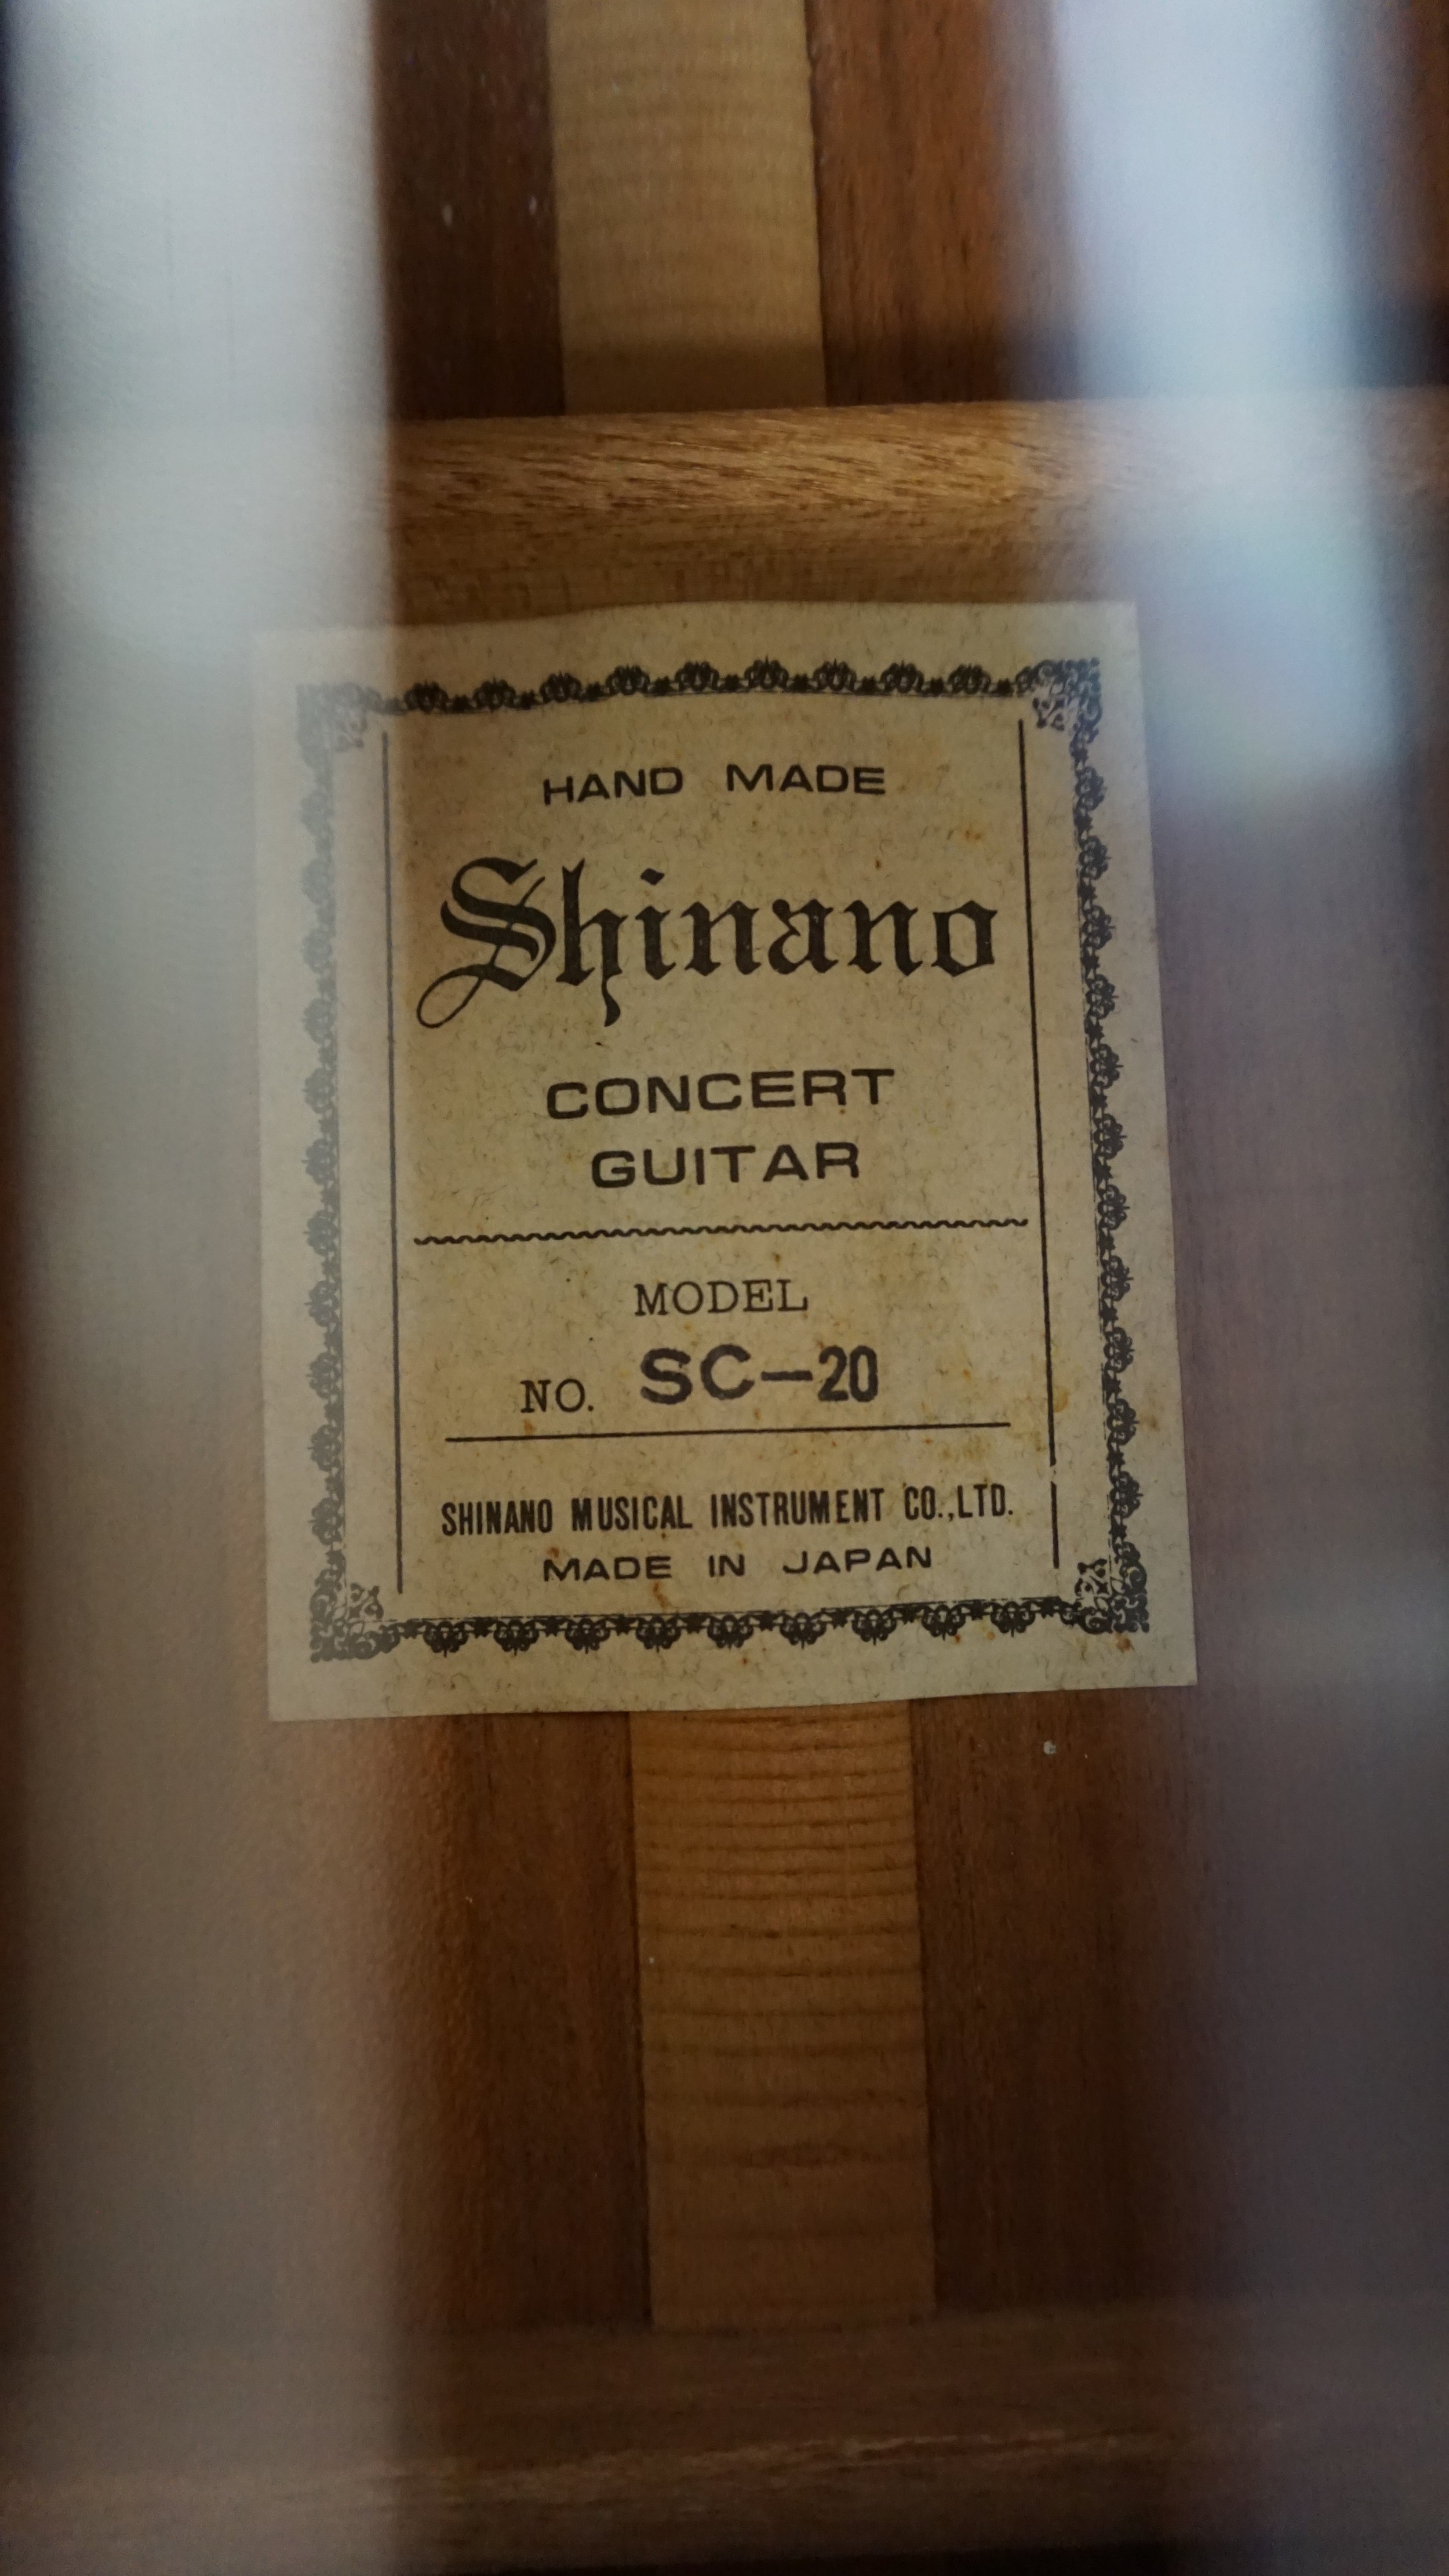 HAND MADE
Shinano
CONCERT
GUITAR
MODEL
NO. SC-20
SHINANO MUSICAL INSTRUMENT CO.,LTD.
MADE IN JAPAN